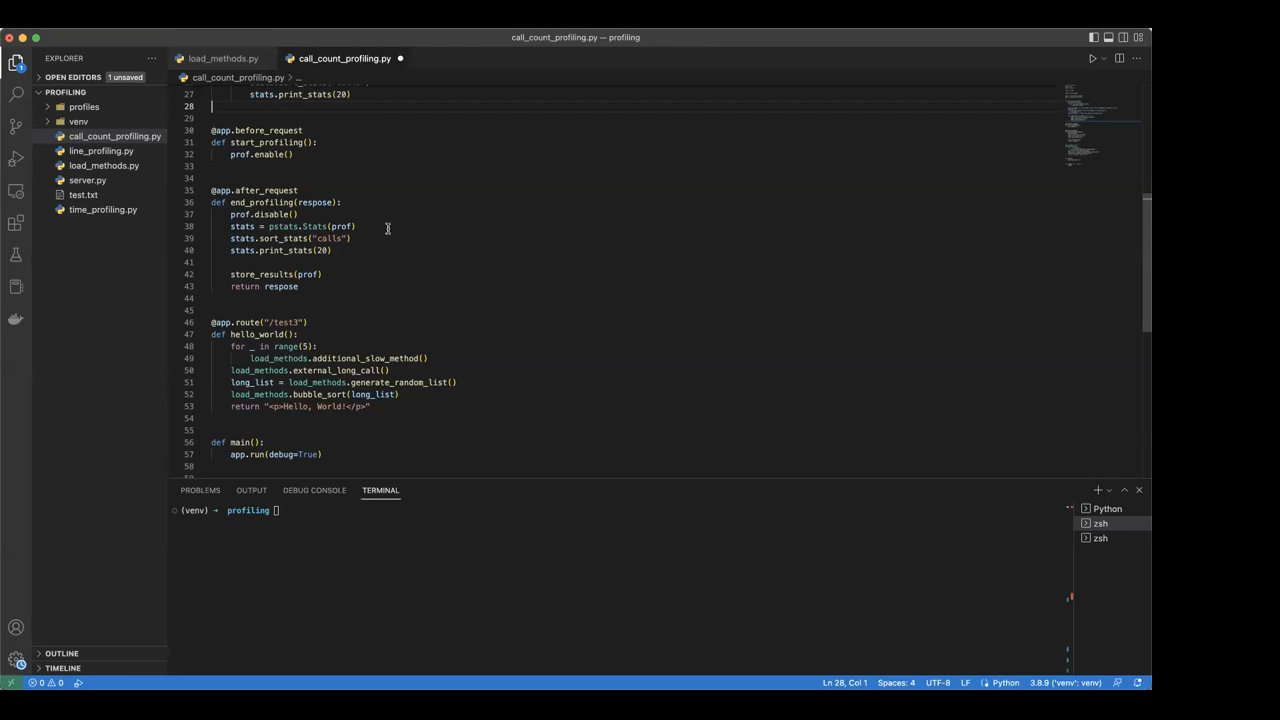 call_count_profiling.py — profiling
EXPLORER
load_methods.py
call_count_profiling.py
OPEN EDITORS
1 unsaved
call_count_profiling.py > ...
PROFILING
profiles
venv
call_count_profiling.py
line_profiling.py
load_methods.py
server.py
test.txt
time_profiling.py
OUTLINE
TIMELINE
27 stats.print_stats(20)
28
29
30 @app.before_request
31 def start_profiling():
32 prof.enable()
33
34
35 @app.after_request
36 def end_profiling(respose):
37 prof.disable()
38 stats = pstats.Stats(prof)
39 stats.sort_stats("calls")
40 stats.print_stats(20)
41
42 store_results(prof)
43 return respose
44
45
46 @app.route("/test3")
47 def hello_world():
48 for _ in range(5):
49 load_methods.additional_slow_method()
50 load_methods.external_long_call()
51 long_list = load_methods.generate_random_list()
52 load_methods.bubble_sort(long_list)
53 return "<p>Hello, World!</p>"
54
55
56 def main():
57 app.run(debug=True)
58
PROBLEMS OUTPUT DEBUG CONSOLE TERMINAL
(venv) → profiling
Python
zsh
zsh
0 0
Ln 28, Col 1 Spaces: 4 UTF-8 LF Python 3.8.9 ('venv': venv)